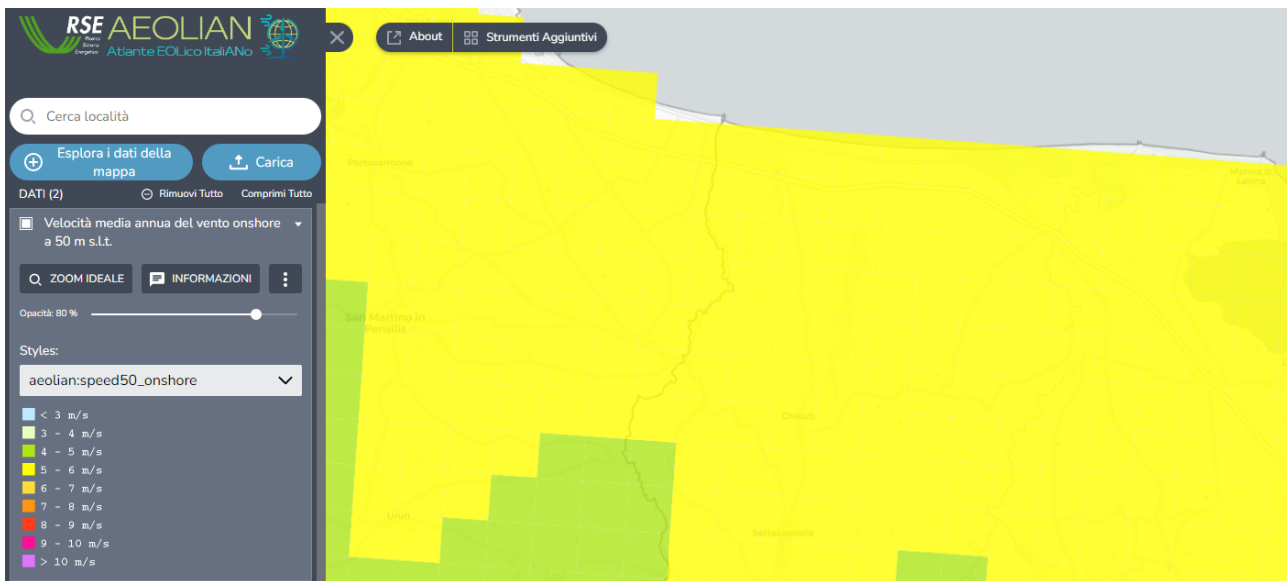 RSE
Ricerca
Sistema
Energetico
AEOLIAN
Atlante EOLico ItaliANo
About
Strumenti Aggiuntivi
Cerca località
Esplora i dati della
mappa
Carica
DATI (2)
Rimuovi Tutto
Comprimi Tutto
Velocità media annua del vento onshore
a 50 m s.l.t.
ZOOM IDEALE
INFORMAZIONI
Opacità: 80 %
Styles:
aeolian:speed50_onshore
< 3 m/s
3 - 4 m/s
4 - 5 m/s
5 - 6 m/s
6 - 7 m/s
7 - 8 m/s
8 - 9 m/s
9 - 10 m/s
> 10 m/s
Portocannone
Marina di
Lesina
San Martino in
Pensilis
Chieuti
Ururi
Serracapriola